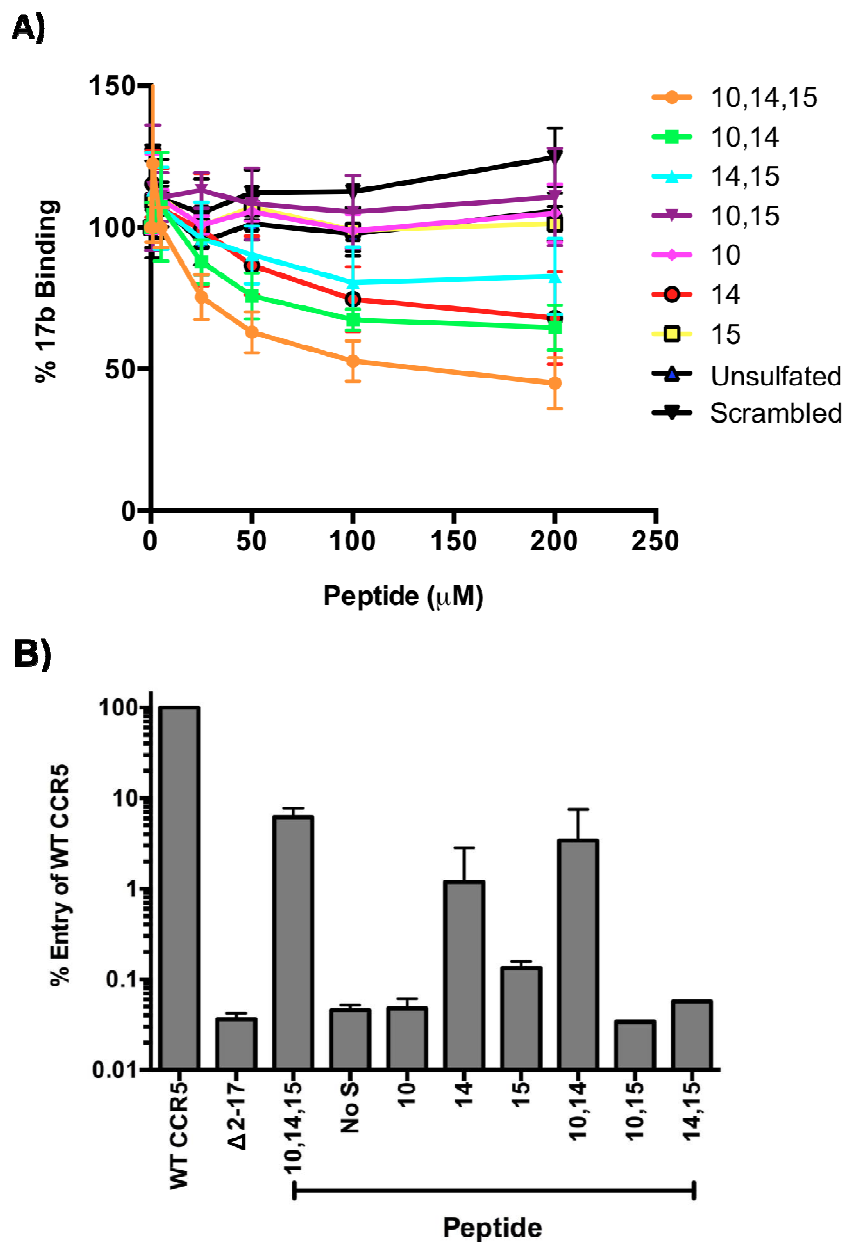 A)
150
100
50
0
% 17b Binding
0 50 100 150 200 250
Peptide (μM)
10,14,15
10,14
14,15
10,15
10
14
15
Unsulfated
Scrambled
B)
100
10
1
0.1
0.01
% Entry of WT CCR5
WT CCR5
Δ2-17
10,14,15
No S
10
14
15
10,14
10,15
14,15
Peptide